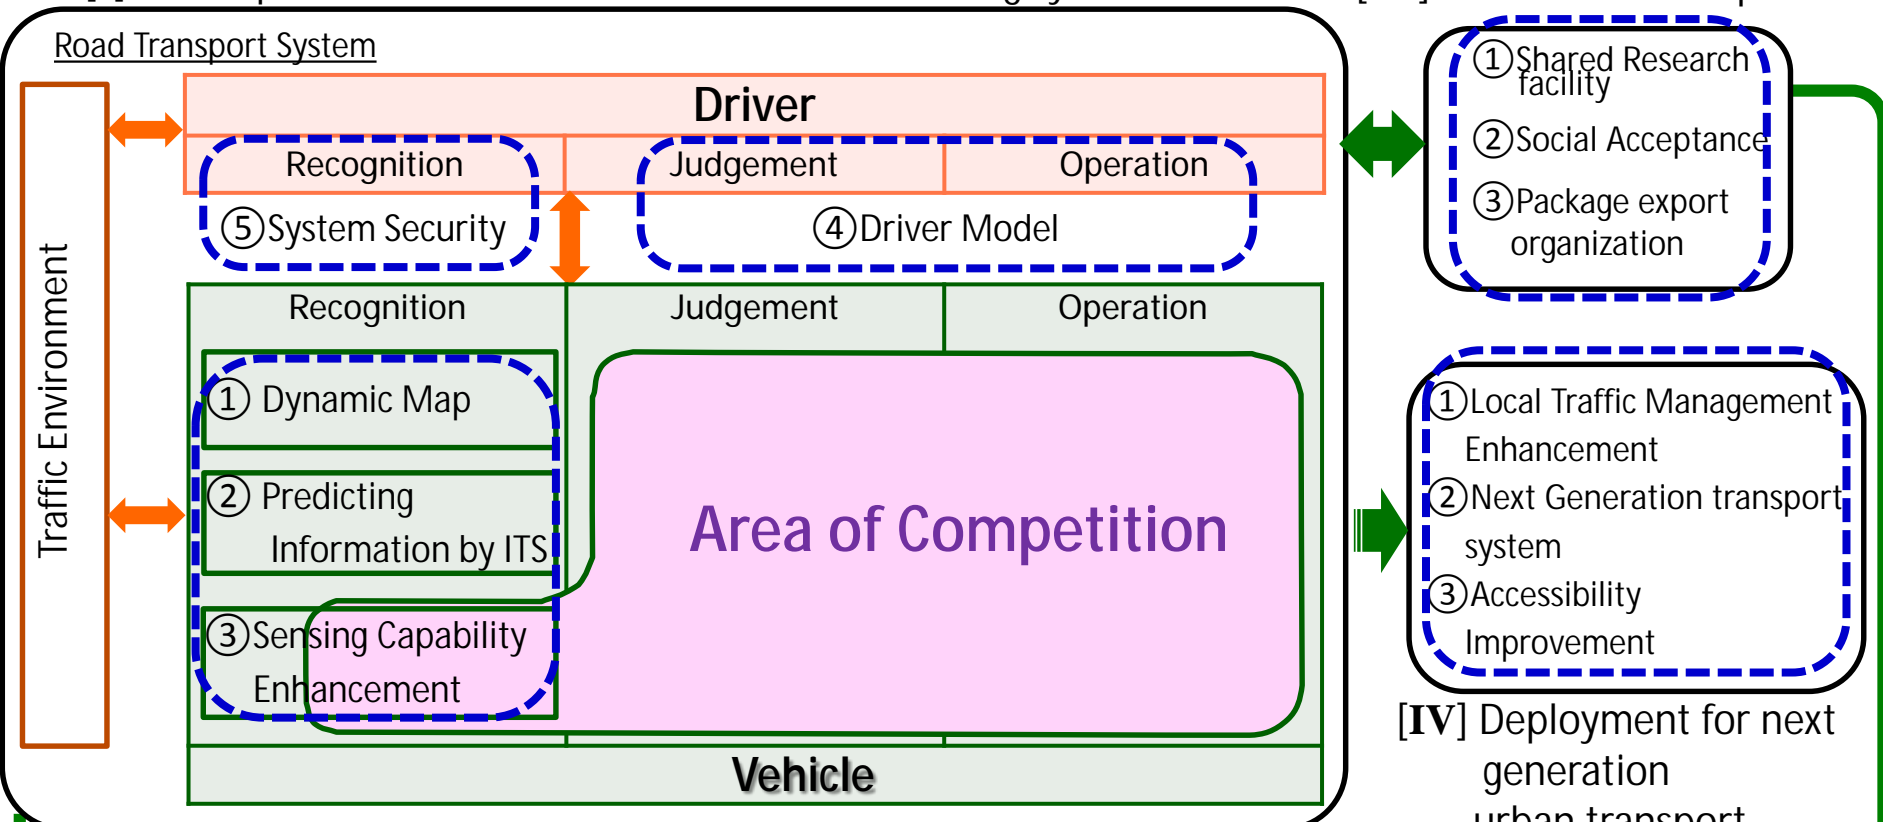 Road Transport System
Driver
Recognition
Judgement
Operation
⑤System Security
④Driver Model
Traffic Environment
Recognition
Judgement
Operation
① Dynamic Map
② Predicting
Information by ITS
③Sensing Capability
Enhancement
Area of Competition
Vehicle
①Shared Research
facility
②Social Acceptance
③Package export
organization
①Local Traffic Management
Enhancement
②Next Generation transport
system
③Accessibility
Improvement
[IV] Deployment for next
generation
urban transport